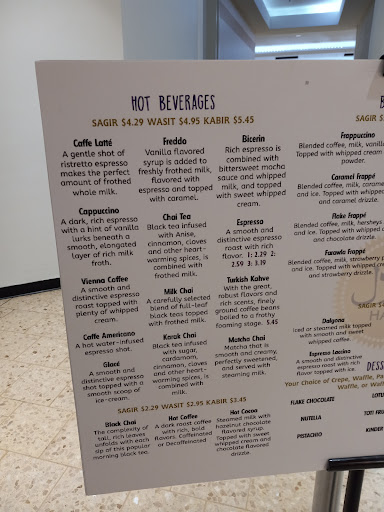 HOT BEVERAGES
SAGIR $4.29 WASIT $4.95 KABIR $5.45
Caffe Latté
A gentle shot of
ristretto espresso
makes the perfect
amount of frothed
whole milk.
Cappuccino
A dark, rich espresso
with a hint of vanilla
lurks beneath a
smooth, elongated
layer of rich milk
froth.
Vienna Coffee
A smooth and
distinctive espresso
roast topped with
plenty of whipped
cream.
Caffe Americano
A hot water-infused
espresso shot.
Glacé
A smooth and
distinctive espresso
shot topped with a
smooth scoop of
hot ice-cream.
Freddo
Vanilla flavored
syrup is added to
freshly frothed milk,
flavored with
espresso and topped
with caramel.
Chai Tea
Black tea infused
with Anise,
cinnamon, cloves
and other heart-
warming spices, is
combined with
frothed milk.
Milk Chai
A carefully selected
blend of full-leaf
black teas topped
with frothed milk.
Karak Chai
Black tea infused
with sugar,
cardamon,
cinnamon, cloves
and other heart-
warming spices, is
combined with
milk.
Bicerin
Rich espresso is
combined with
bittersweet mocha
sauce and whipped
milk, and topped
with sweet whipped
cream.
Espresso
A smooth and
distinctive espresso
roast with rich
flavor. 1: 2.29 2:
2.59 3: 3.19
Turkish Kahve
With the great,
robust flavors and
rich scents, finely
ground coffee beans
boiled to a frothy
foaming stage. 5.45
Matcha Chai
Matcha that is
smooth and creamy,
perfectly sweetened,
and served with
steaming milk.
SAGIR $2.29 WASIT $2.95 KABIR $3.45
Black Chai
The complexity of
tall, rich leaves
unfolds with each
sip of this popular
morning black tea.
Hot Coffee
A dark roast coffee
with rich, bold
flavors. Caffeinated
or Decaffeinated
Hot Cocoa
Steamed milk with
hazelnut chocolate
flavored syrup.
Topped with sweet
whipped cream and
chocolate flavored
drizzle.
SAGIR $
Frappuccino
Blended coffee, milk,
Topped with whipped cream
powder.
Caramel Frappé
Blended coffee, milk,
and ice. Topped with
and caramel drizzle.
Flake Frappé
Blended coffee, milk, hersheys
and ice. Topped with
and chocolate drizzle.
Farawla Frappé
Blended coffee, milk, strawberry
and ice. Topped with
and strawberry drizzle.
SAGIR $4
Dalgona
Iced or steamed milk topped
with smooth and sweet
whipped coffee.
Espresso Laccino
A smooth and distinctive
espresso roast with rich
flavor topped with ice.
DESS
Your Choice of Crepe, Waffle,
Waffle, or
FLAKE CHOCOLATE
NUTELLA
PISTACHIO
LOTU
KINDER